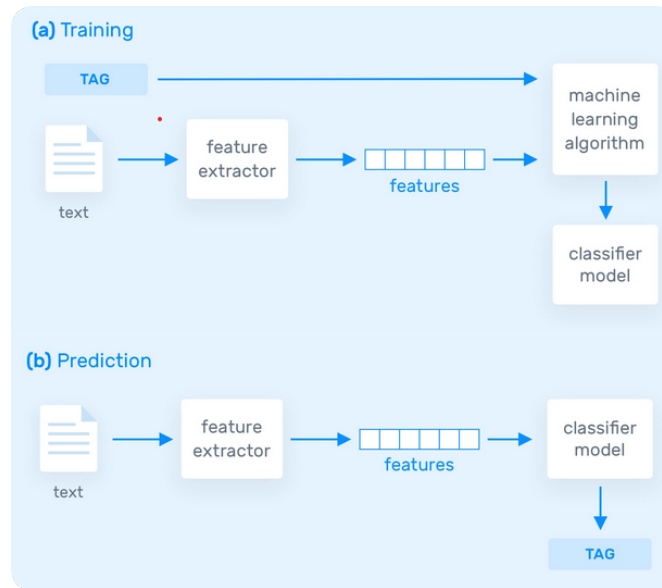 (a) Training
TAG
machine
learning
algorithm
feature
extractor
features
text
classifier
model
(b) Prediction
feature
extractor
classifier
model
features
text
TAG